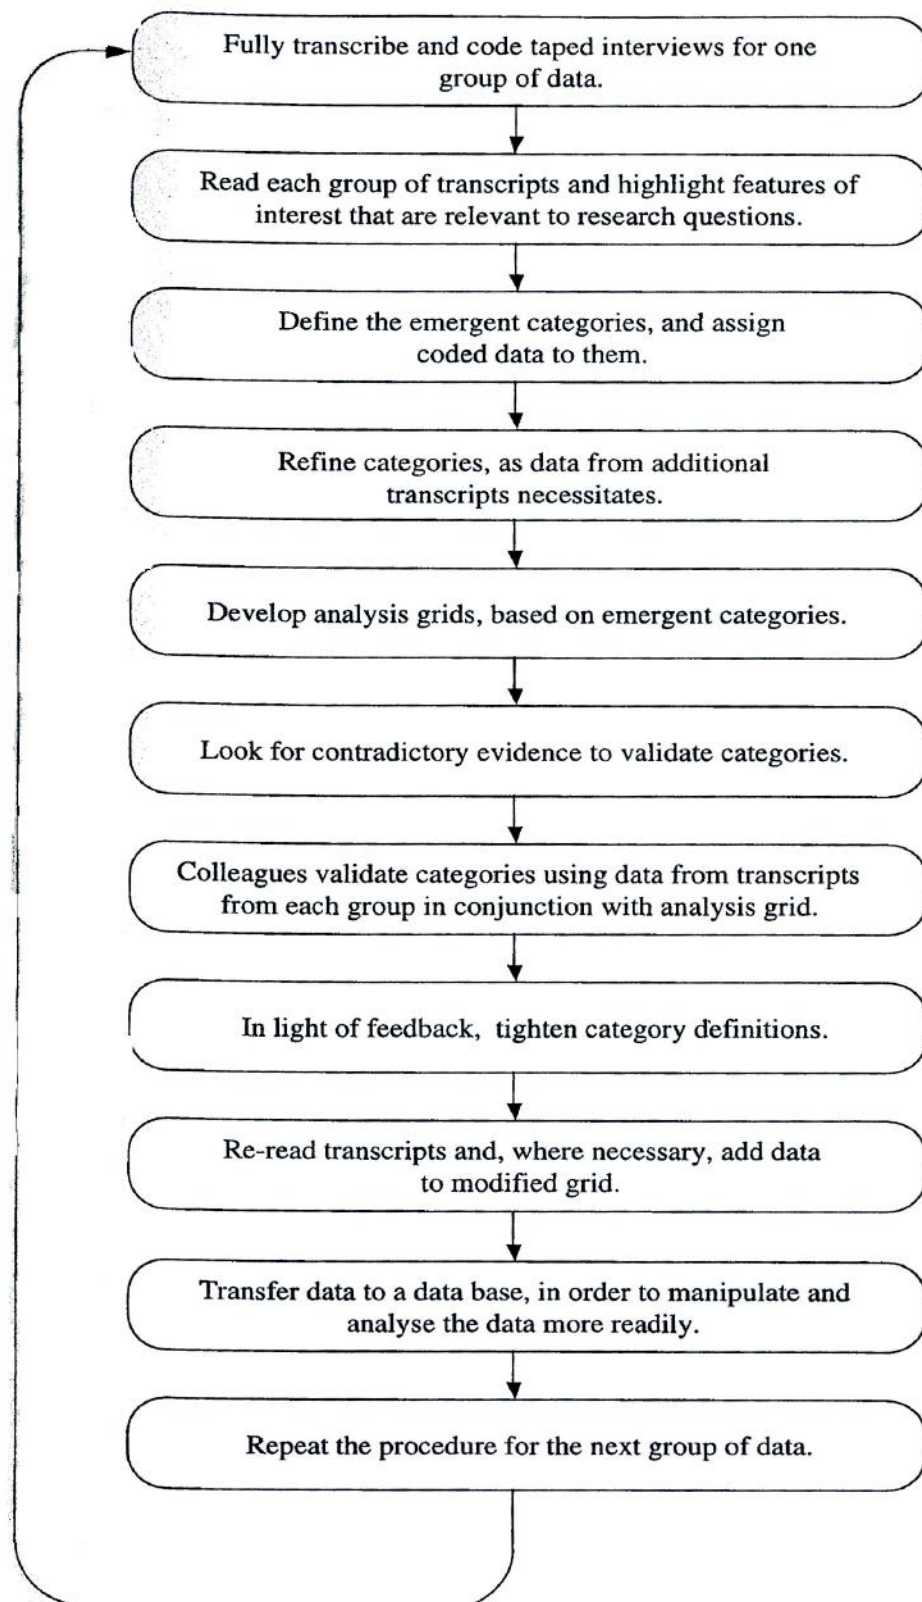 Fully transcribe and code taped interviews for one
group of data.
Read each group of transcripts and highlight features of
interest that are relevant to research questions.
Define the emergent categories, and assign
coded data to them.
Refine categories, as data from additional
transcripts necessitates.
Develop analysis grids, based on emergent categories.
Look for contradictory evidence to validate categories.
Colleagues validate categories using data from transcripts
from each group in conjunction with analysis grid.
In light of feedback, tighten category definitions.
Re-read transcripts and, where necessary, add data
to modified grid.
Transfer data to a data base, in order to manipulate and
analyse the data more readily.
Repeat the procedure for the next group of data.